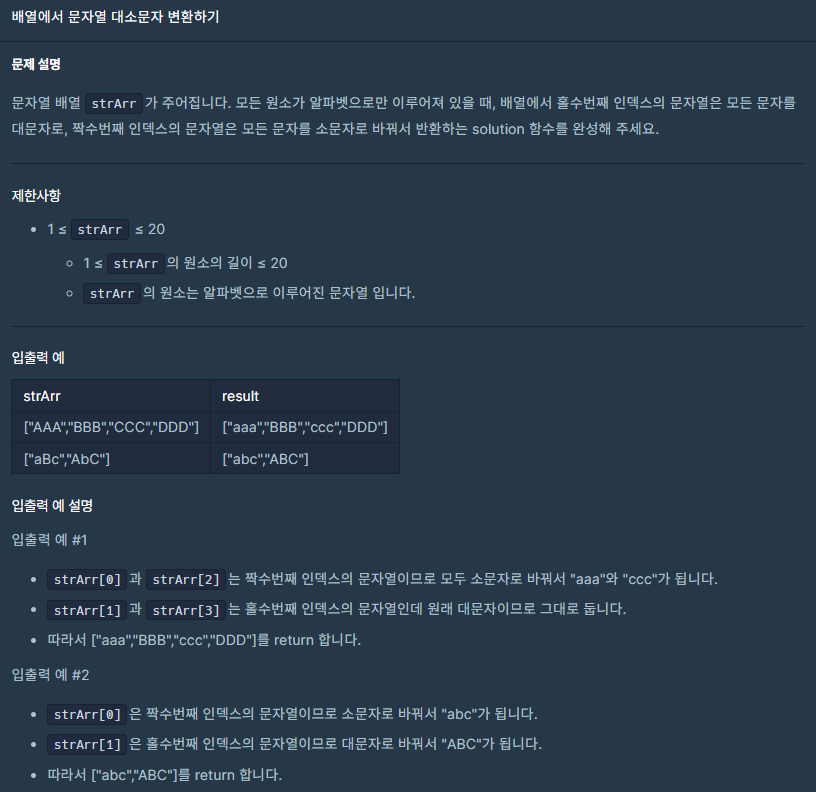 배열에서 문자열 대소문자 변환하기
문제 설명
문자열 배열 strArr 가 주어집니다. 모든 원소가 알파벳으로만 이루어져 있을 때, 배열에서 홀수번째 인덱스의 문자열은 모든 문자를
대문자로, 짝수번째 인덱스의 문자열은 모든 문자를 소문자로 바꿔서 반환하는 solution 함수를 완성해 주세요.
제한사항
• 1 ≤ strArr ≤ 20
◦ 1 ≤ strArr 의 원소의 길이 ≤ 20
◦ strArr 의 원소는 알파벳으로 이루어진 문자열 입니다.
입출력 예
strArr result
["AAA","BBB","CCC","DDD"] ["aaa","BBB","ccc","DDD"]
["aBc","AbC"] ["abc","ABC"]
입출력 예 설명
입출력 예 #1
• strArr[0] 과 strArr[2] 는 짝수번째 인덱스의 문자열이므로 모두 소문자로 바꿔서 "aaa"와 "ccc"가 됩니다.
• strArr[1] 과 strArr[3] 는 홀수번째 인덱스의 문자열인데 원래 대문자이므로 그대로 둡니다.
• 따라서 ["aaa","BBB","ccc","DDD"]를 return 합니다.
입출력 예 #2
• strArr[0] 은 짝수번째 인덱스의 문자열이므로 소문자로 바꿔서 "abc"가 됩니다.
• strArr[1] 은 홀수번째 인덱스의 문자열이므로 대문자로 바꿔서 "ABC"가 됩니다.
• 따라서 ["abc","ABC"]를 return 합니다.